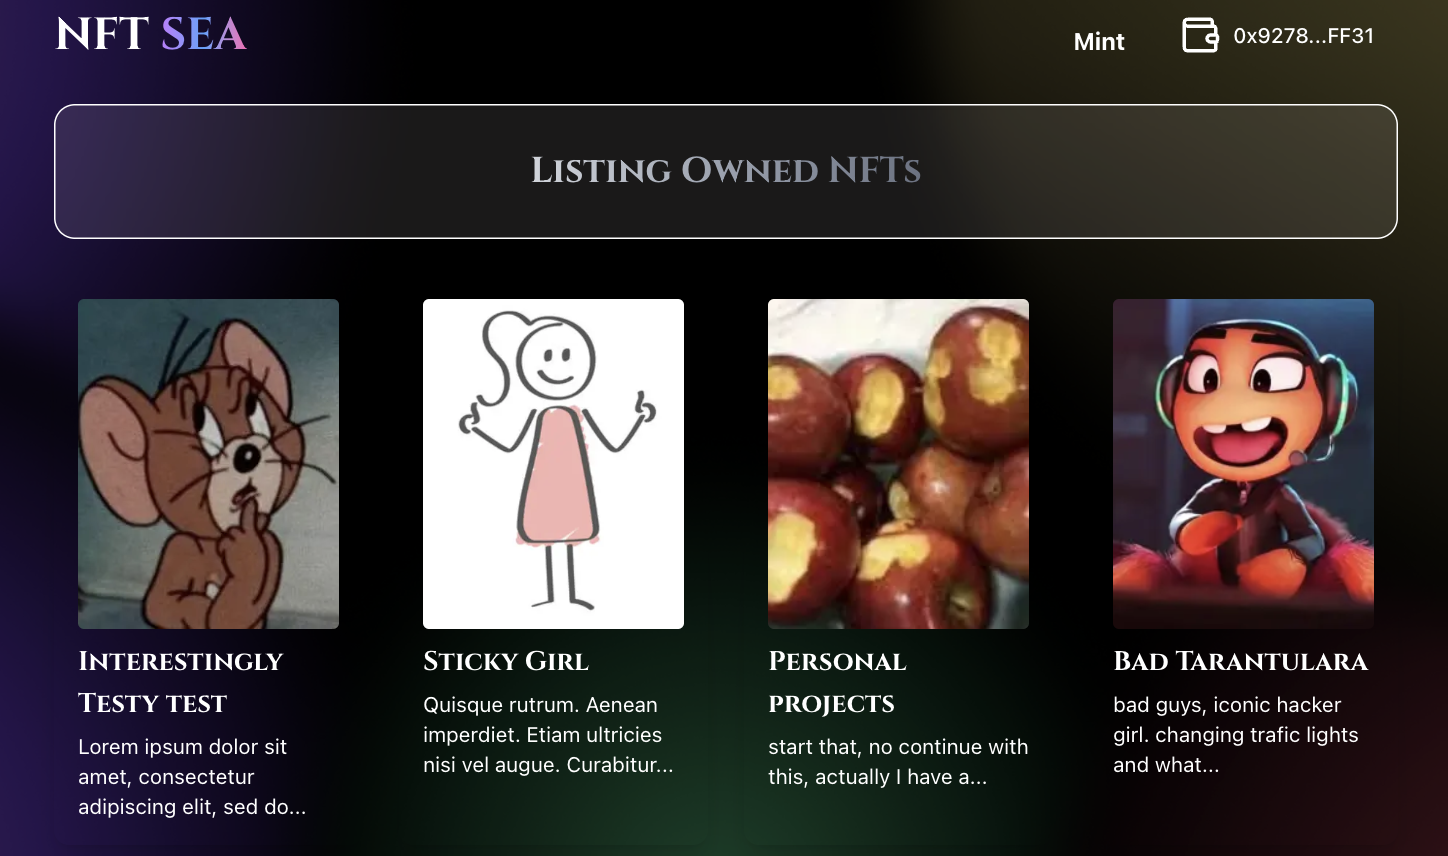 NFT SEA
Mint
0x9278...FF31
Listing Owned NFTs
Interestingly
Testy test
Lorem ipsum dolor sit
amet, consectetur
adipiscing elit, sed do...
Sticky Girl
Quisque rutrum. Aenean
imperdiet. Etiam ultricies
nisi vel augue. Curabitur...
Personal
projects
start that, no continue with
this, actually I have a...
Bad Tarantulara
bad guys, iconic hacker
girl. changing trafic lights
and what...